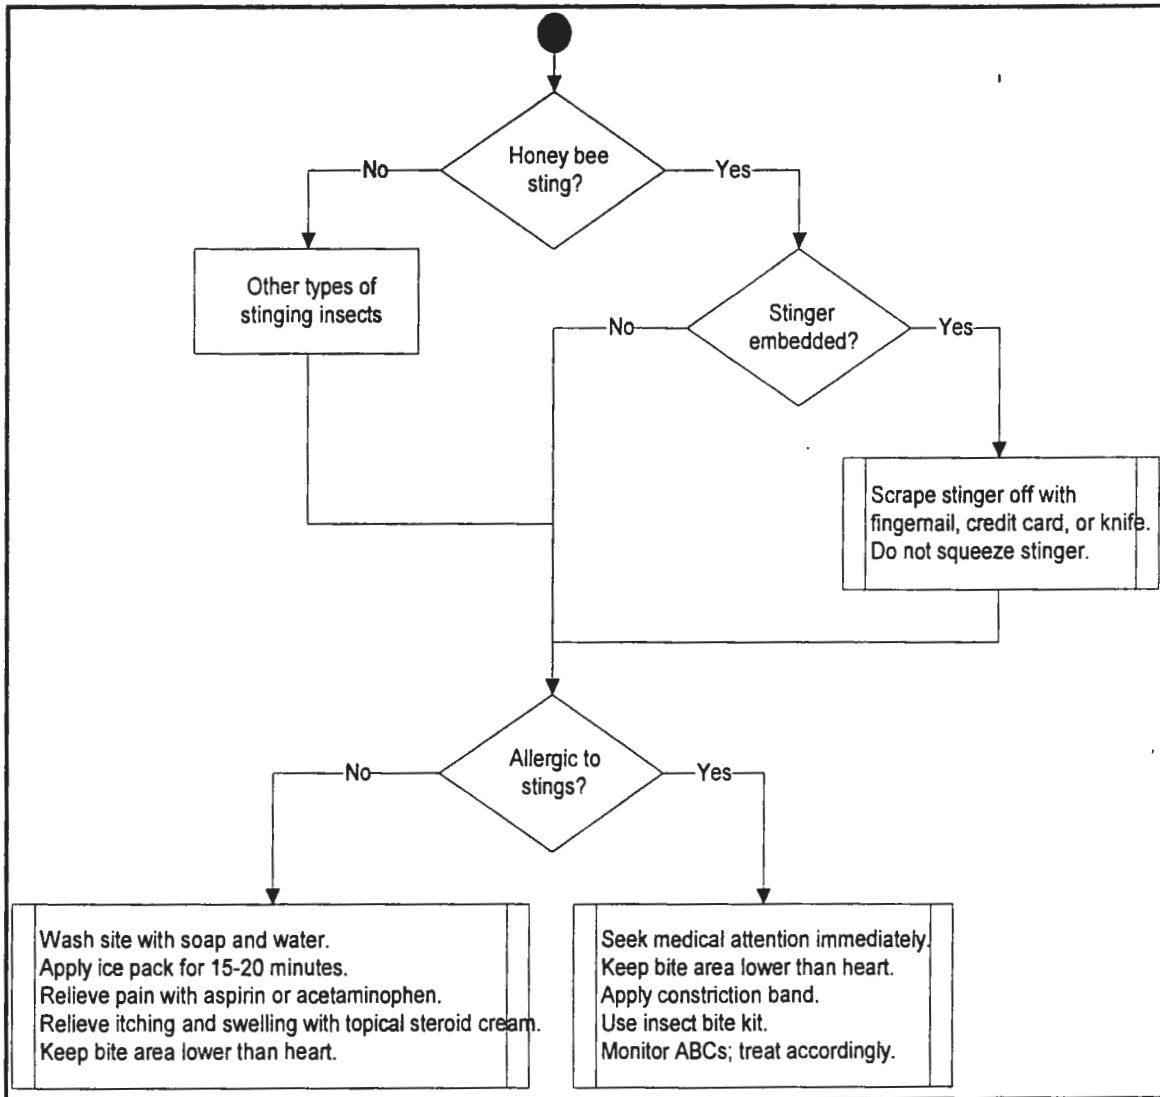 Honey bee
sting?
No
Yes
Other types of
stinging insects
Stinger
embedded?
No
Yes
Scrape stinger off with
fingernail, credit card, or knife.
Do not squeeze stinger.
Allergic to
stings?
No
Yes
Wash site with soap and water.
Apply ice pack for 15-20 minutes.
Relieve pain with aspirin or acetaminophen.
Relieve itching and swelling with topical steroid cream.
Keep bite area lower than heart.
Seek medical attention immediately.
Keep bite area lower than heart.
Apply constriction band.
Use insect bite kit.
Monitor ABCs; treat accordingly.